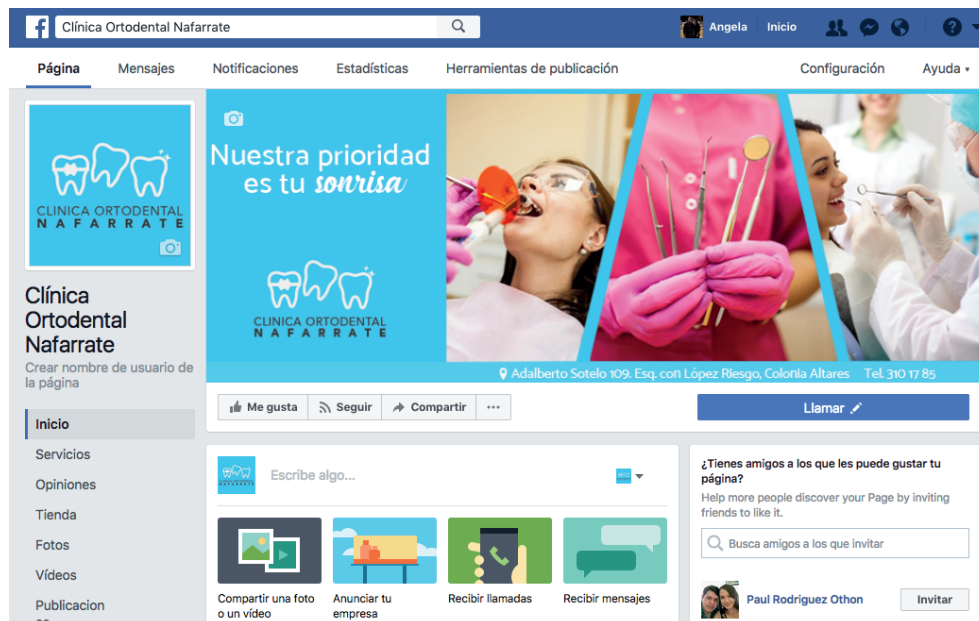 Clínica Ortodental Nafarrate
Angela
Inicio
Página
Mensajes
Notificaciones
Estadísticas
Herramientas de publicación
Configuración
Ayuda
CLINICA ORTODENTAL
NAFARRATE
Clínica
Ortodental
Nafarrate
Crear nombre de usuario de
la página
Inicio
Servicios
Opiniones
Tienda
Fotos
Vídeos
Publicacion
Nuestra prioridad
es tu sonrisa
CLINICA ORTODENTAL
NAFARRATE
Adalberto Sotelo 109. Esq. con López Riesgo, Colonia Altares Tel. 310 17 85
Me gusta
Seguir
Compartir
Llamar
Escribe algo...
Compartir una foto
o un vídeo
Anunciar tu
empresa
Recibir llamadas
Recibir mensajes
¿Tienes amigos a los que les puede gustar tu
página?
Help more people discover your Page by inviting
friends to like it.
Busca amigos a los que invitar
Paul Rodriguez Othon
Invitar